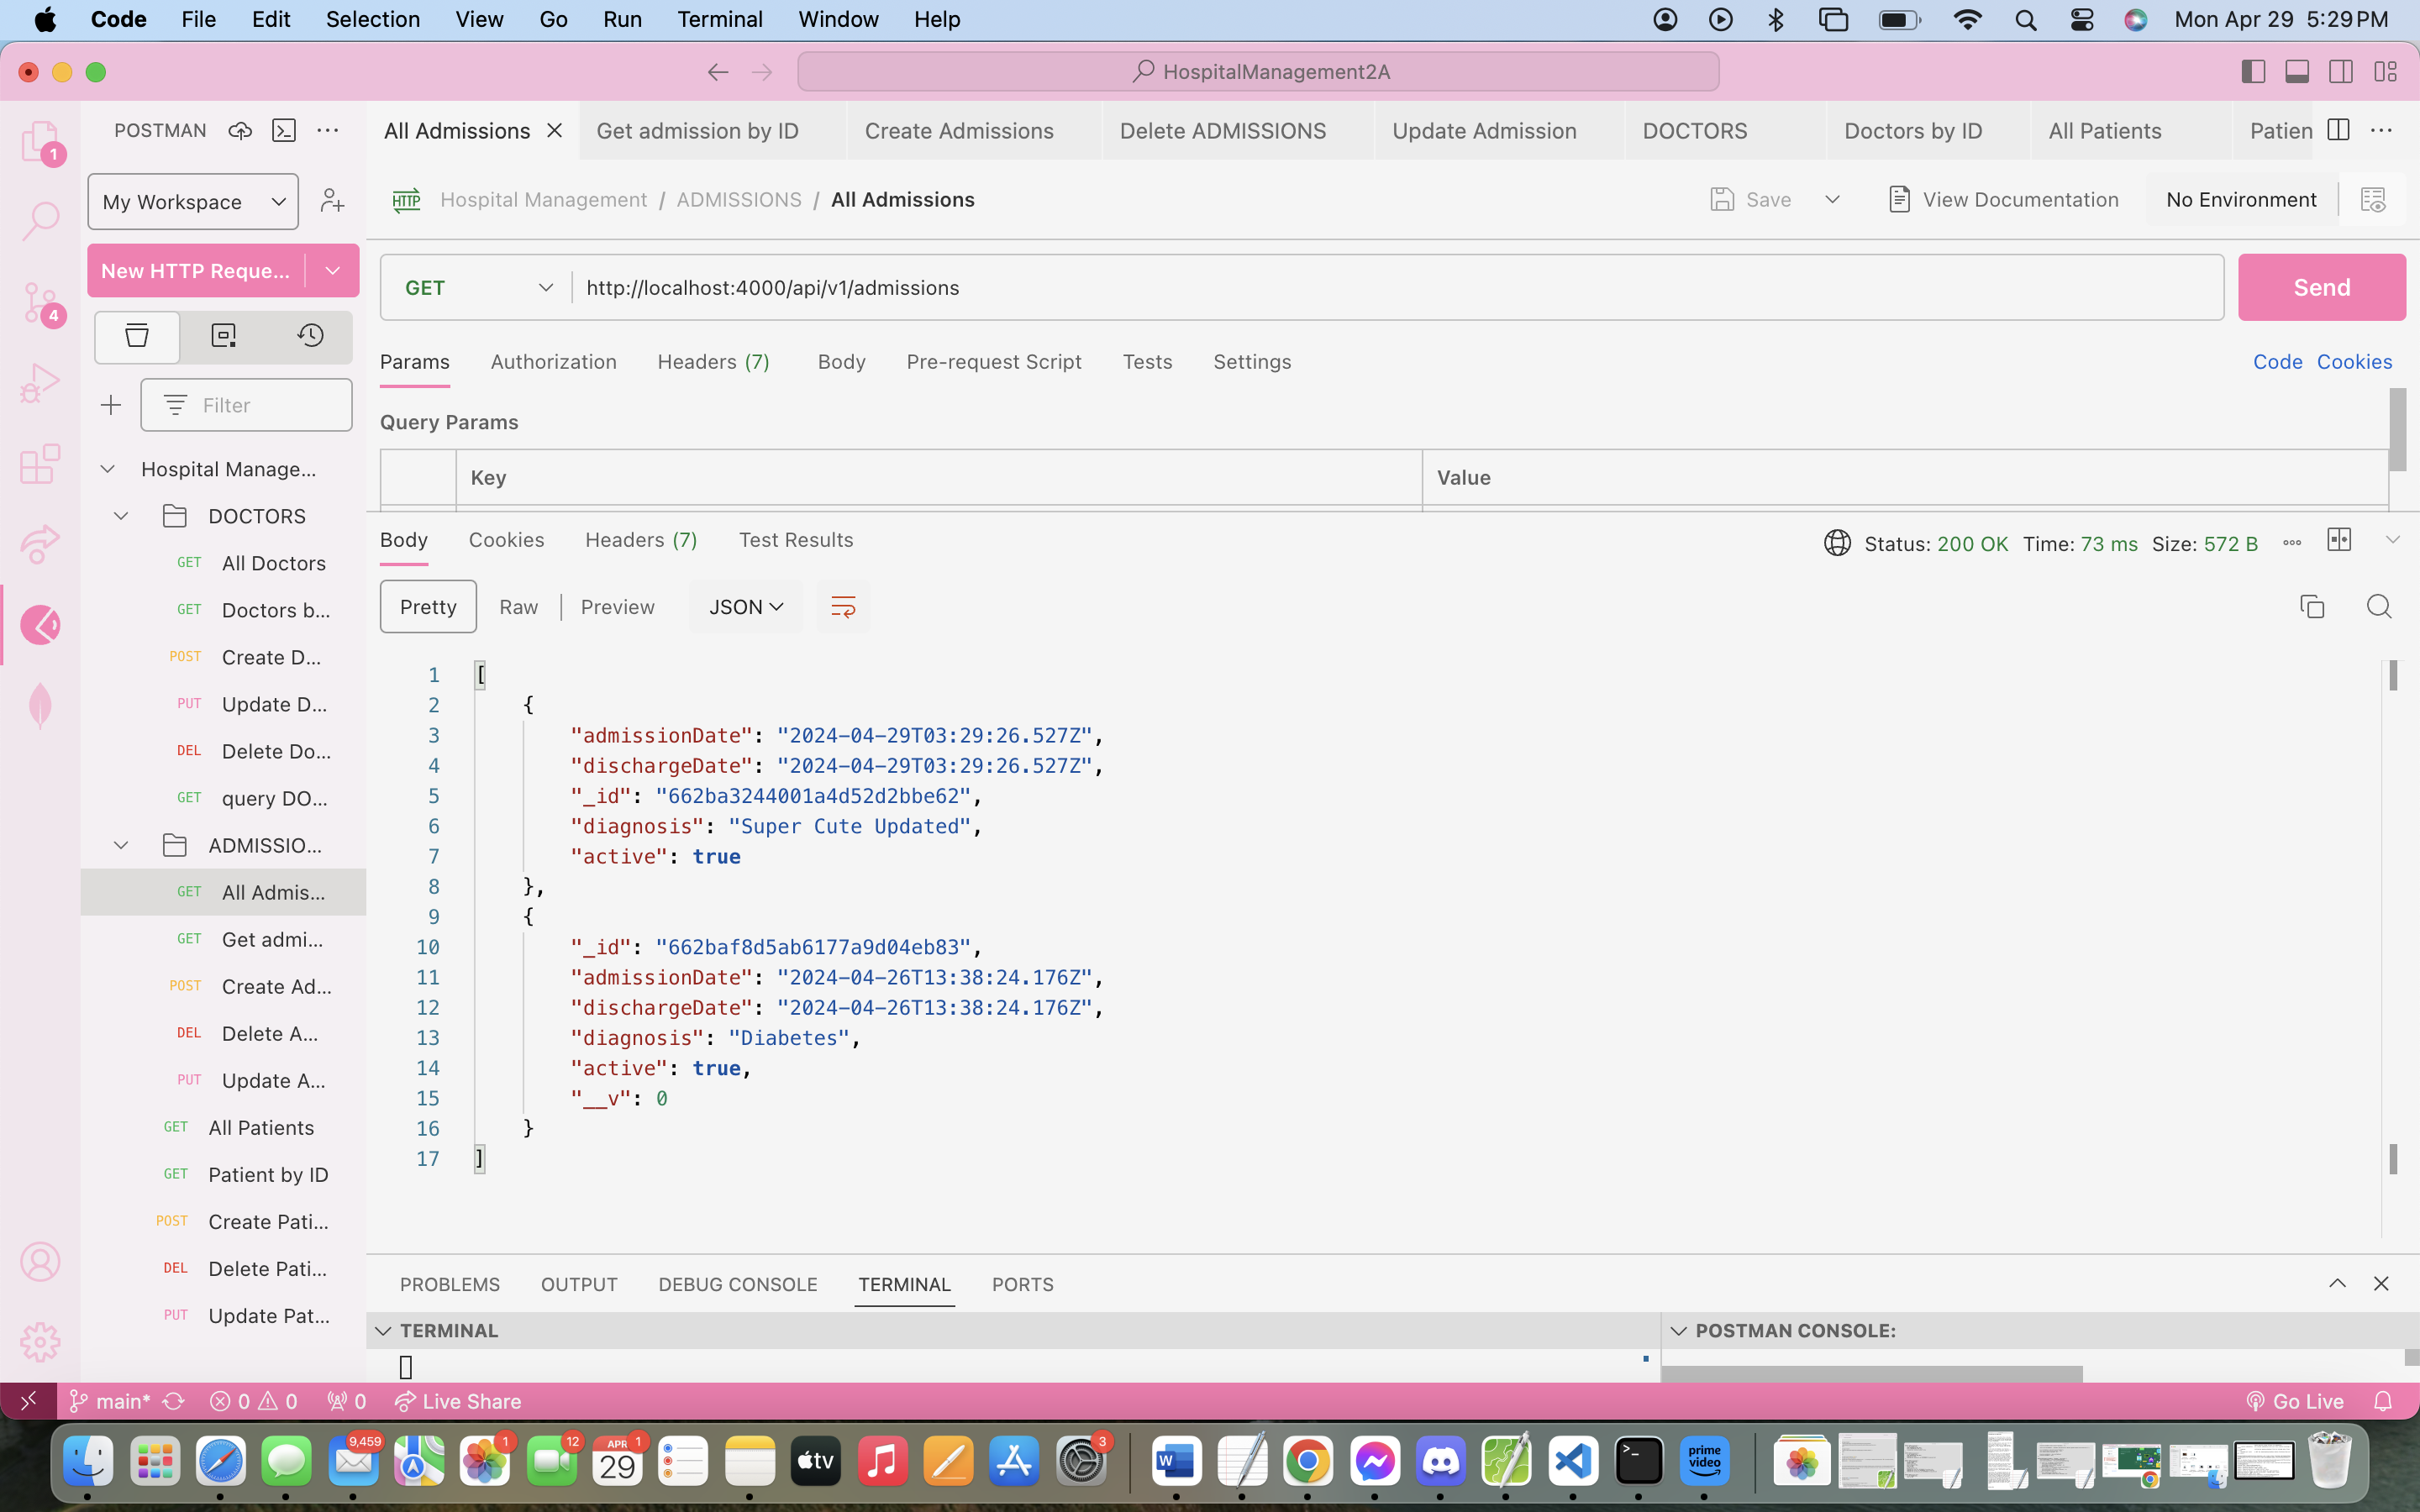 Code File Edit Selection View Go Run Terminal Window Help Mon Apr 29 5:29 PM
HospitalManagement2A
1
4
POSTMAN
My Workspace
New HTTP Reque...
Filter
Hospital Manage...
DOCTORS
GET All Doctors
GET Doctors b...
POST Create D...
PUT Update D...
DEL Delete Do...
GET query DO...
ADMISSIO...
GET All Admis...
GET Get admi...
POST Create Ad...
DEL Delete A...
PUT Update A...
GET All Patients
GET Patient by ID
POST Create Pati...
DEL Delete Pati...
PUT Update Pat...
All Admissions Get admission by ID Create Admissions Delete ADMISSIONS Update Admission DOCTORS Doctors by ID All Patients Patien
HTTP Hospital Management / ADMISSIONS / All Admissions Save View Documentation No Environment
GET http://localhost:4000/api/v1/admissions Send
Params Authorization Headers (7) Body Pre-request Script Tests Settings Code Cookies
Query Params
Key Value
Body Cookies Headers (7) Test Results Status: 200 OK Time: 73 ms Size: 572 B
Pretty Raw Preview JSON
1 [
2 {
3 "admissionDate": "2024-04-29T03:29:26.527Z",
4 "dischargeDate": "2024-04-29T03:29:26.527Z",
5 "_id": "662ba3244001a4d52d2bbe62",
6 "diagnosis": "Super Cute Updated",
7 "active": true
8 },
9 {
10 "_id": "662baf8d5ab6177a9d04eb83",
11 "admissionDate": "2024-04-26T13:38:24.176Z",
12 "dischargeDate": "2024-04-26T13:38:24.176Z",
13 "diagnosis": "Diabetes",
14 "active": true,
15 "__v": 0
16 }
17 ]
PROBLEMS OUTPUT DEBUG CONSOLE TERMINAL PORTS
TERMINAL POSTMAN CONSOLE:
main* 0 0 0 Live Share Go Live
9,459 1 12 APR 1 29 tv 3 W >_ prime video